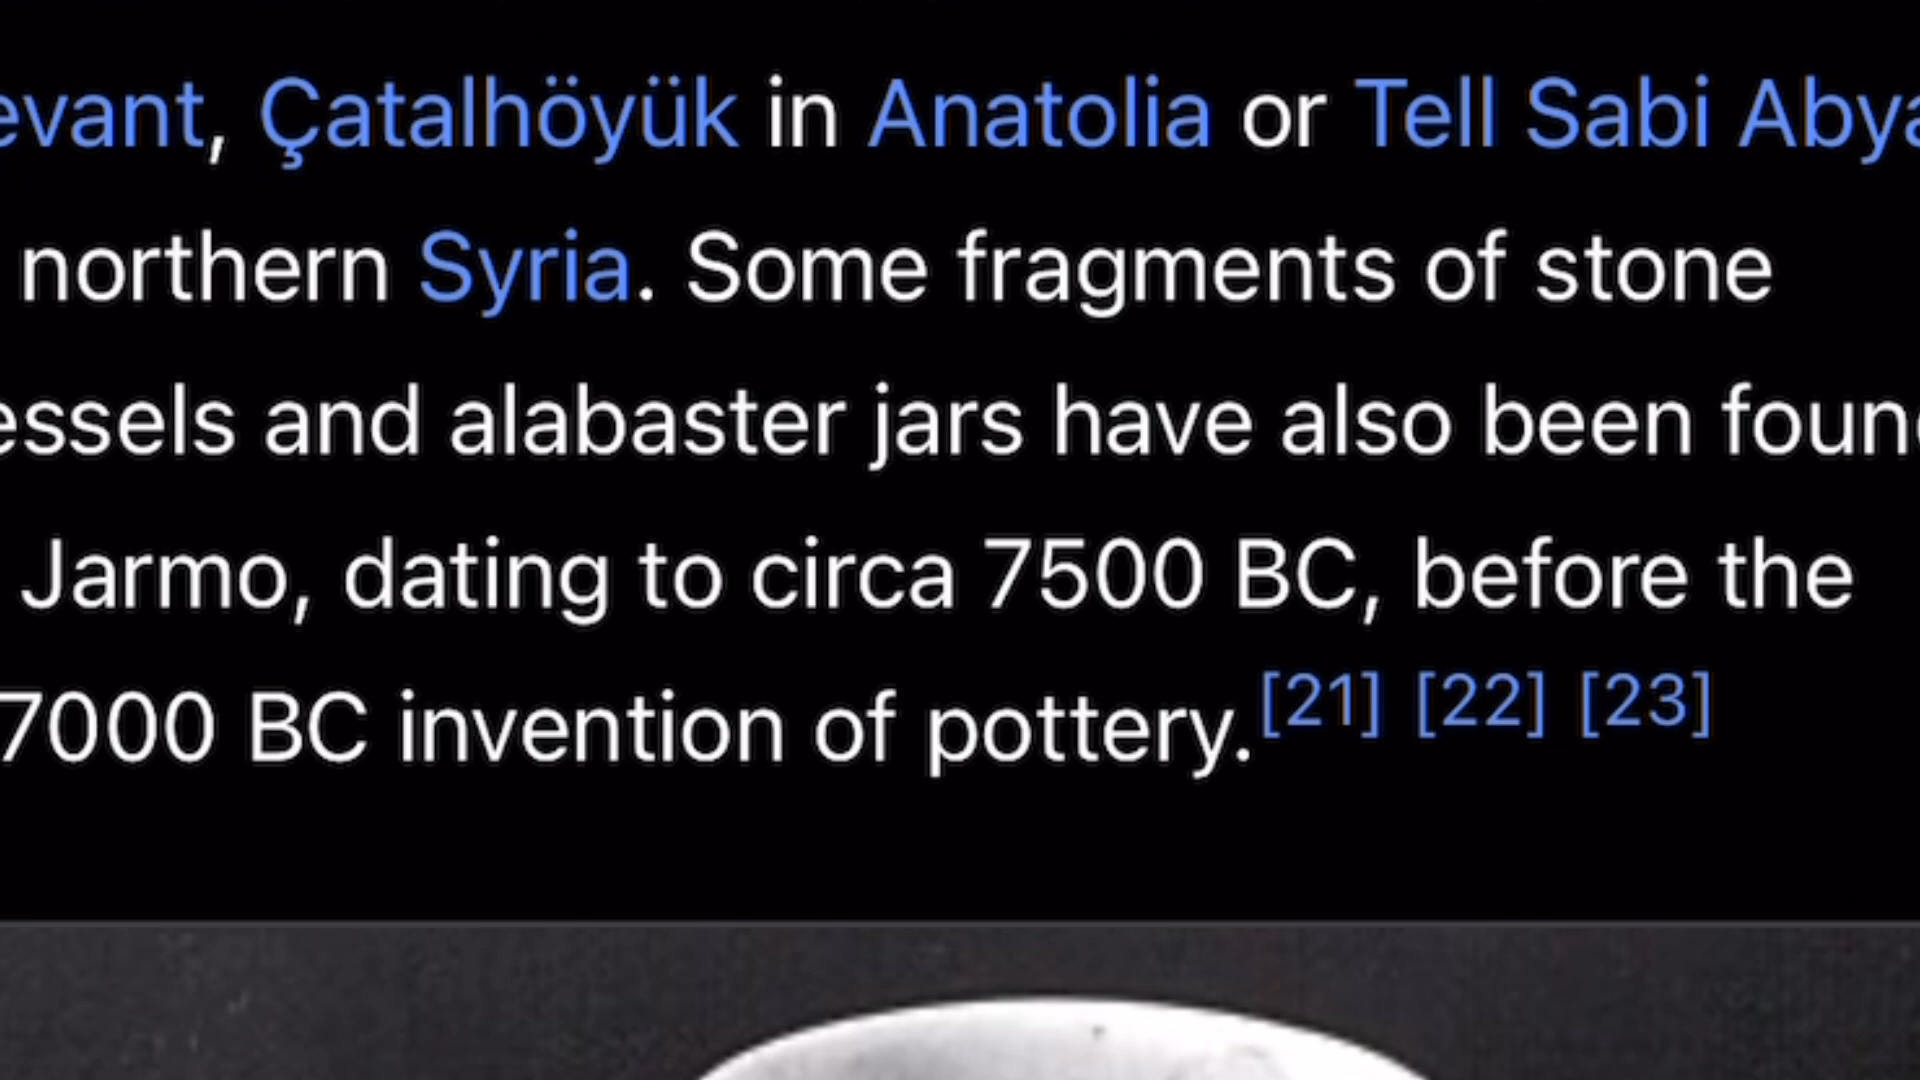 evant, Çatalhöyük in Anatolia or Tell Sabi Abya
northern Syria. Some fragments of stone
essels and alabaster jars have also been foun
Jarmo, dating to circa 7500 BC, before the
7000 BC invention of pottery.[21] [22] [23]